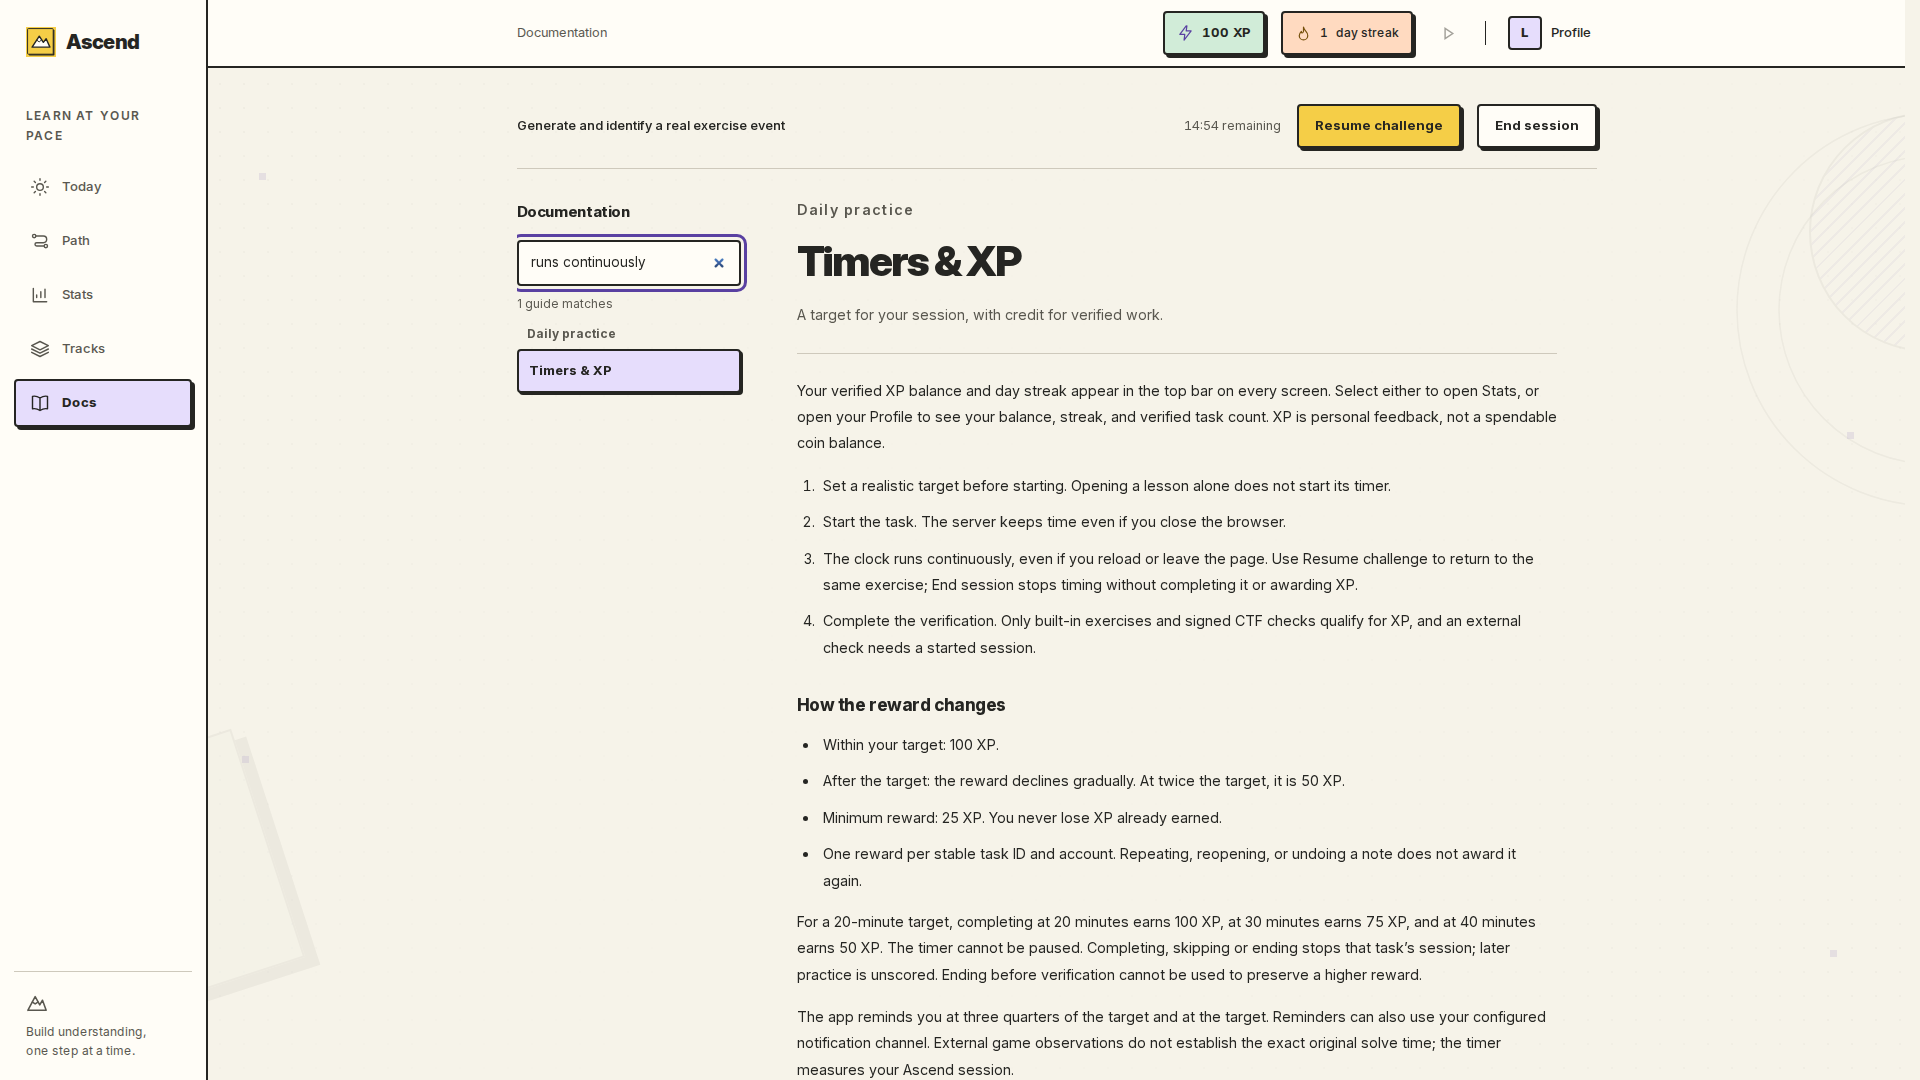 Ascend
LEARN AT YOUR
PACE
Today
Path
Stats
Tracks
Docs
Build understanding,
one step at a time.
Documentation
100 XP
1 day streak
L
Profile
Generate and identify a real exercise event
14:54 remaining
Resume challenge
End session
Documentation
runs continuously
1 guide matches
Daily practice
Timers & XP
Daily practice
Timers & XP
A target for your session, with credit for verified work.
Your verified XP balance and day streak appear in the top bar on every screen. Select either to open Stats, or
open your Profile to see your balance, streak, and verified task count. XP is personal feedback, not a spendable
coin balance.
1. Set a realistic target before starting. Opening a lesson alone does not start its timer.
2. Start the task. The server keeps time even if you close the browser.
3. The clock runs continuously, even if you reload or leave the page. Use Resume challenge to return to the
same exercise; End session stops timing without completing it or awarding XP.
4. Complete the verification. Only built-in exercises and signed CTF checks qualify for XP, and an external
check needs a started session.
How the reward changes
• Within your target: 100 XP.
• After the target: the reward declines gradually. At twice the target, it is 50 XP.
• Minimum reward: 25 XP. You never lose XP already earned.
• One reward per stable task ID and account. Repeating, reopening, or undoing a note does not award it
again.
For a 20-minute target, completing at 20 minutes earns 100 XP, at 30 minutes earns 75 XP, and at 40 minutes
earns 50 XP. The timer cannot be paused. Completing, skipping or ending stops that task’s session; later
practice is unscored. Ending before verification cannot be used to preserve a higher reward.
The app reminds you at three quarters of the target and at the target. Reminders can also use your configured
notification channel. External game observations do not establish the exact original solve time; the timer
measures your Ascend session.